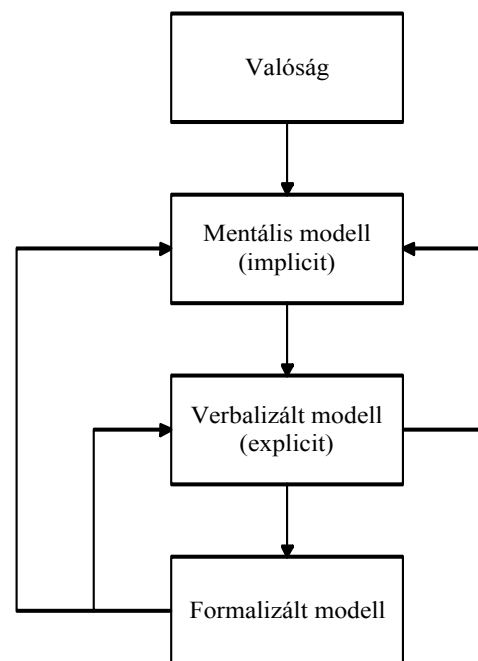 Valóság
Mentális modell
(implicit)
Verbalizált modell
(explicit)
Formalizált modell